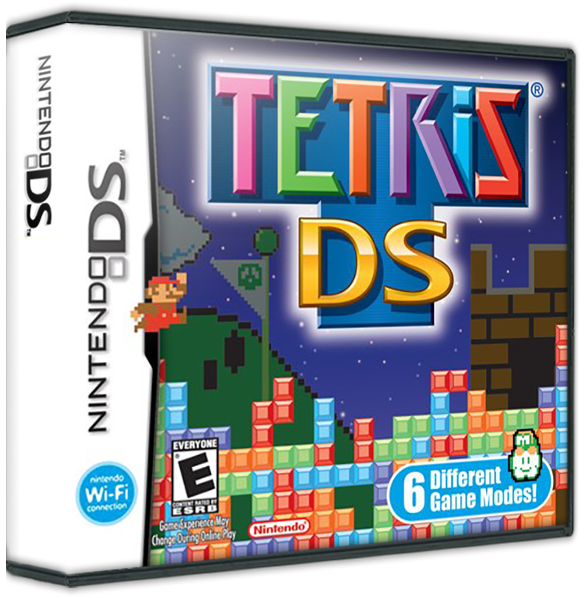 NINTENDO DS™
NINTENDO DS™
nintendo
Wi-Fi
connection
TETRIS®
DS
EVERYONE
E
CONTENT RATED BY
ESRB
Game Experience May
Change During Online Play
Nintendo®
6 Different
Game Modes!